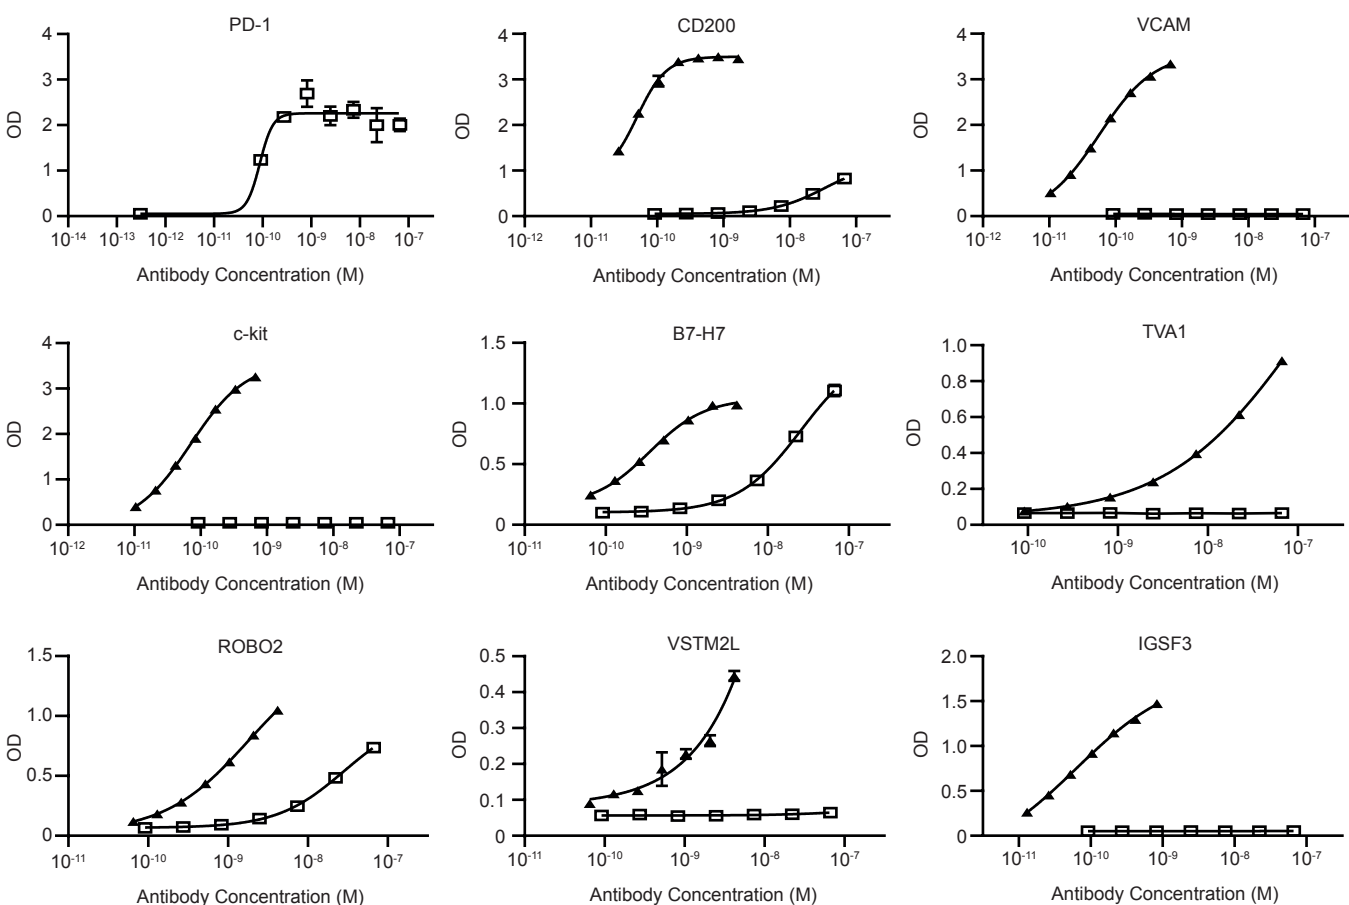 PD-1
OD
4
3
2
1
0
10-14 10-13 10-12 10-11 10-10 10-9 10-8 10-7
Antibody Concentration (M)
CD200
OD
4
3
2
1
0
10-12 10-11 10-10 10-9 10-8 10-7
Antibody Concentration (M)
VCAM
OD
4
3
2
1
0
10-12 10-11 10-10 10-9 10-8 10-7
Antibody Concentration (M)
c-kit
OD
4
3
2
1
0
10-12 10-11 10-10 10-9 10-8 10-7
Antibody Concentration (M)
B7-H7
OD
1.5
1.0
0.5
0
10-11 10-10 10-9 10-8 10-7
Antibody Concentration (M)
TVA1
OD
1.0
0.8
0.6
0.4
0.2
0
10-10 10-9 10-8 10-7
Antibody Concentration (M)
ROBO2
OD
1.5
1.0
0.5
0
10-11 10-10 10-9 10-8 10-7
Antibody Concentration (M)
VSTM2L
OD
0.5
0.4
0.3
0.2
0.1
0
10-11 10-10 10-9 10-8 10-7
Antibody Concentration (M)
IGSF3
OD
2.0
1.5
1.0
0.5
0
10-11 10-10 10-9 10-8 10-7
Antibody Concentration (M)